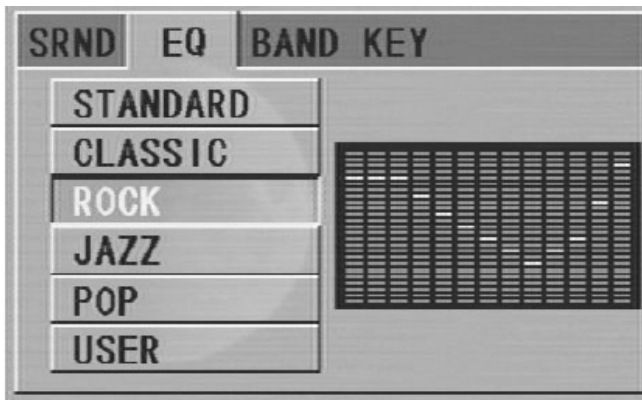 SRND EQ BAND KEY
STANDARD
CLASSIC
ROCK
JAZZ
POP
USER